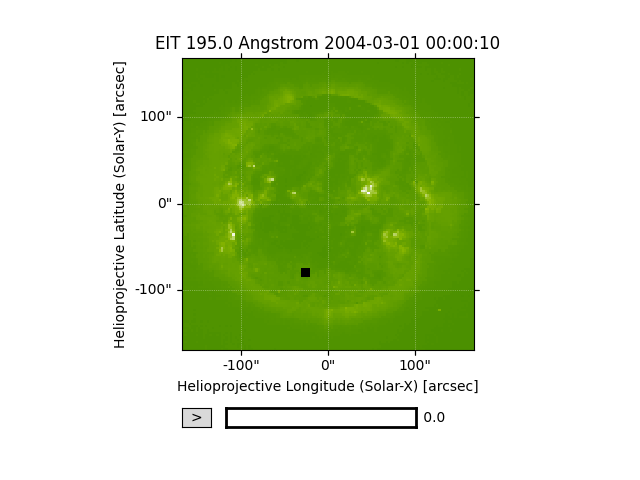 EIT 195.0 Angstrom 2004-03-01 00:00:10
Helioprojective Latitude (Solar-Y) [arcsec]
100"
0"
-100"
-100" 0" 100"
Helioprojective Longitude (Solar-X) [arcsec]
> 0.0